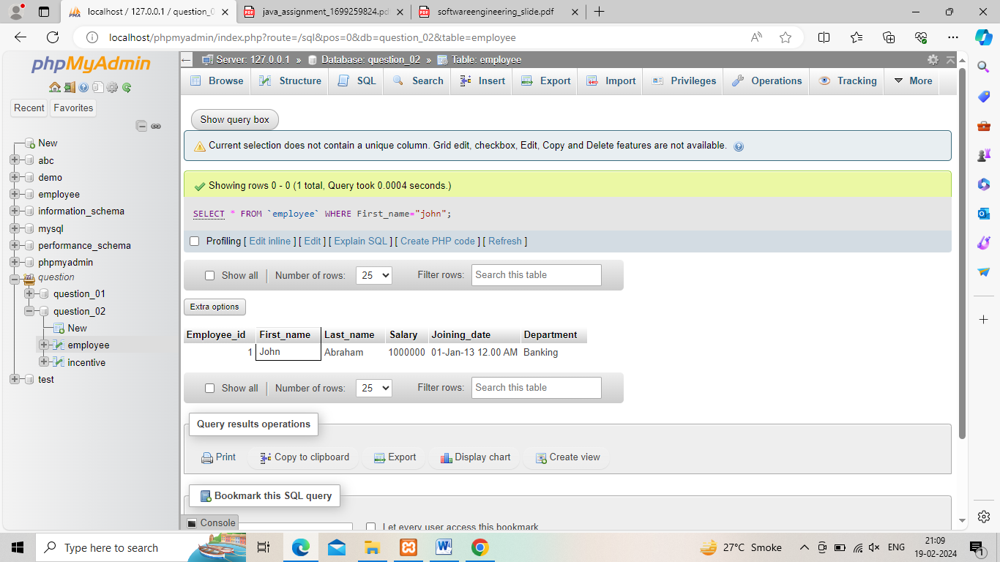 localhost / 127.0.0.1 / question_0
java_assignment_1699259824.pd
softwareengineering_slide.pdf
localhost/phpmyadmin/index.php?route=/sql&pos=0&db=question_02&table=employee
phpMyAdmin
Recent Favorites
New
abc
demo
employee
information_schema
mysql
performance_schema
phpmyadmin
question
question_01
question_02
New
employee
incentive
test
Server: 127.0.0.1 » Database: question_02 » Table: employee
Browse Structure SQL Search Insert Export Import Privileges Operations Tracking More
Show query box
Current selection does not contain a unique column. Grid edit, checkbox, Edit, Copy and Delete features are not available.
Showing rows 0 - 0 (1 total, Query took 0.0004 seconds.)
SELECT * FROM `employee` WHERE First_name="john";
Profiling [ Edit inline ] [ Edit ] [ Explain SQL ] [ Create PHP code ] [ Refresh ]
Show all | Number of rows: 25 Filter rows: Search this table
Extra options
Employee_id First_name Last_name Salary Joining_date Department
1 John Abraham 1000000 01-Jan-13 12.00 AM Banking
Show all | Number of rows: 25 Filter rows: Search this table
Query results operations
Print Copy to clipboard Export Display chart Create view
Bookmark this SQL query
Console
Let every user access this bookmark
Type here to search
27°C Smoke
ENG
21:09
19-02-2024
1